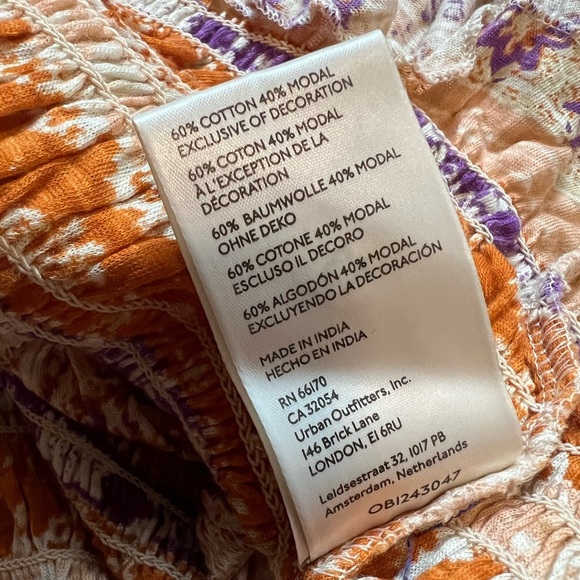 60% COTTON 40% MODAL
EXCLUSIVE OF DECORATION
60% COTON 40% MODAL
À L'EXCEPTION DE LA
DÉCORATION
60% BAUMWOLLE 40% MODAL
OHNE DEKO
60% COTONE 40% MODAL
ESCLUSO IL DECORO
60% ALGODÓN 40% MODAL
EXCLUYENDO LA DECORACIÓN
MADE IN INDIA
HECHO EN INDIA
RN 66170
CA 32054
Urban Outfitters, Inc.
146 Brick Lane
LONDON, E1 6RU
Leidsestraat 32, 1017 PB
Amsterdam, Netherlands
OB1243047